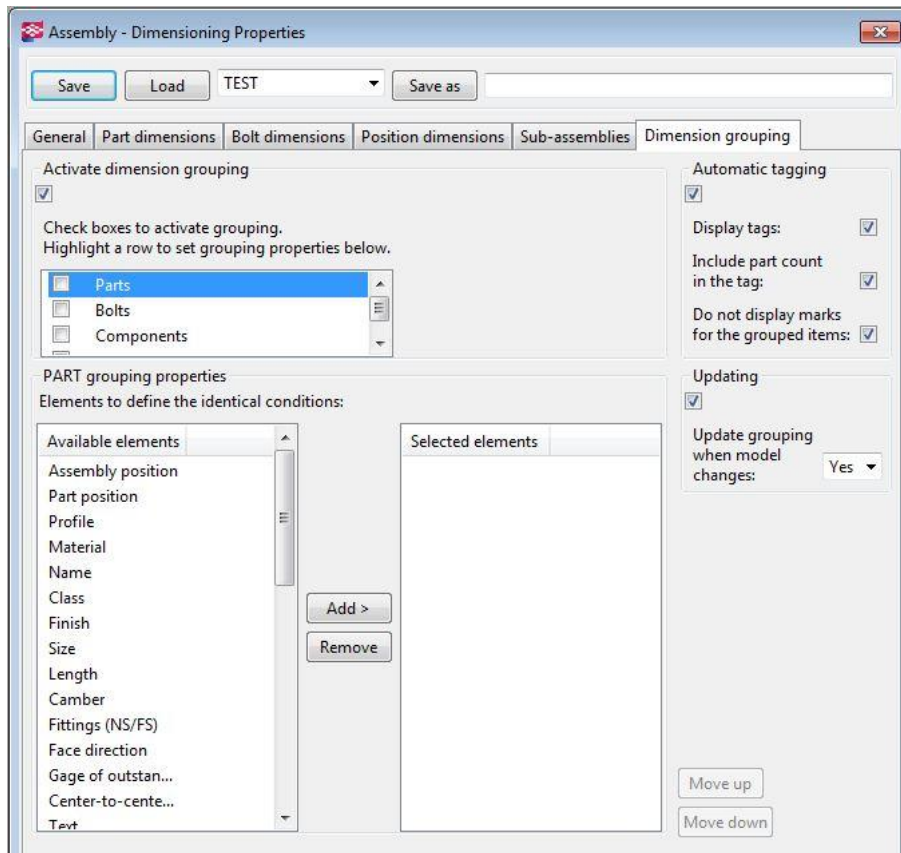 Assembly - Dimensioning Properties
Save Load TEST Save as
General Part dimensions Bolt dimensions Position dimensions Sub-assemblies Dimension grouping
Activate dimension grouping
Check boxes to activate grouping.
Highlight a row to set grouping properties below.
Parts
Bolts
Components
Automatic tagging
Display tags:
Include part count
in the tag:
Do not display marks
for the grouped items:
PART grouping properties
Elements to define the identical conditions:
Available elements
Assembly position
Part position
Profile
Material
Name
Class
Finish
Size
Length
Camber
Fittings (NS/FS)
Face direction
Gage of outstan...
Center-to-cente...
Text
Add >
Remove
Selected elements
Updating
Update grouping
when model
changes: Yes
Move up
Move down